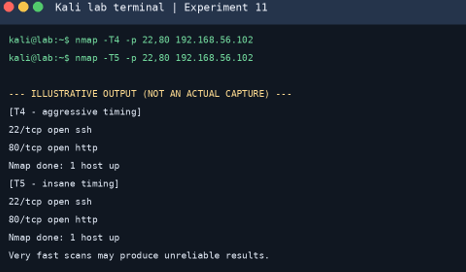 Kali lab terminal | Experiment 11
kali@lab:~$ nmap -T4 -p 22,80 192.168.56.102
kali@lab:~$ nmap -T5 -p 22,80 192.168.56.102
--- ILLUSTRATIVE OUTPUT (NOT AN ACTUAL CAPTURE) ---
[T4 - aggressive timing]
22/tcp open ssh
80/tcp open http
Nmap done: 1 host up
[T5 - insane timing]
22/tcp open ssh
80/tcp open http
Nmap done: 1 host up
Very fast scans may produce unreliable results.